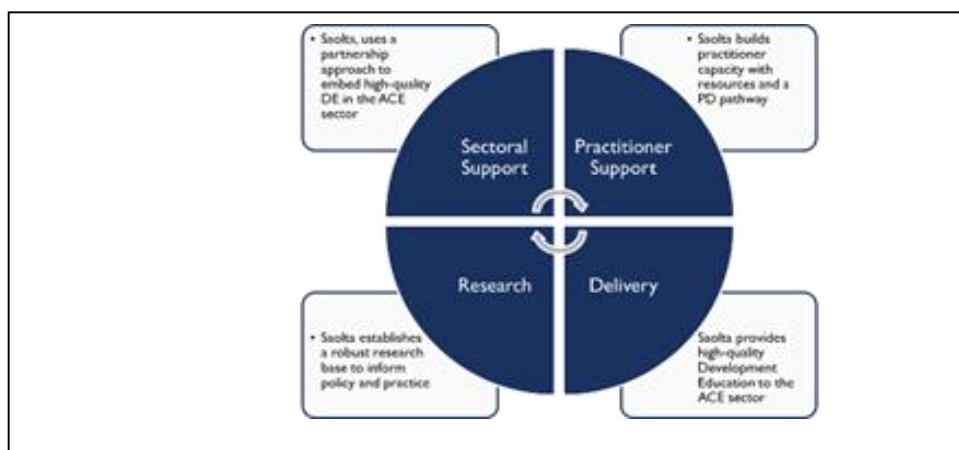 • Saolta, uses a
partnership
approach to
embed high-quality
DE in the ACE
sector
• Saolta builds
practitioner
capacity with
resources and a
PD pathway
Sectoral
Support
Practitioner
Support
Research
Delivery
• Saolta establishes
a robust research
base to inform
policy and practice
Saolta provides
high-quality
Development
Education to the
ACE sector